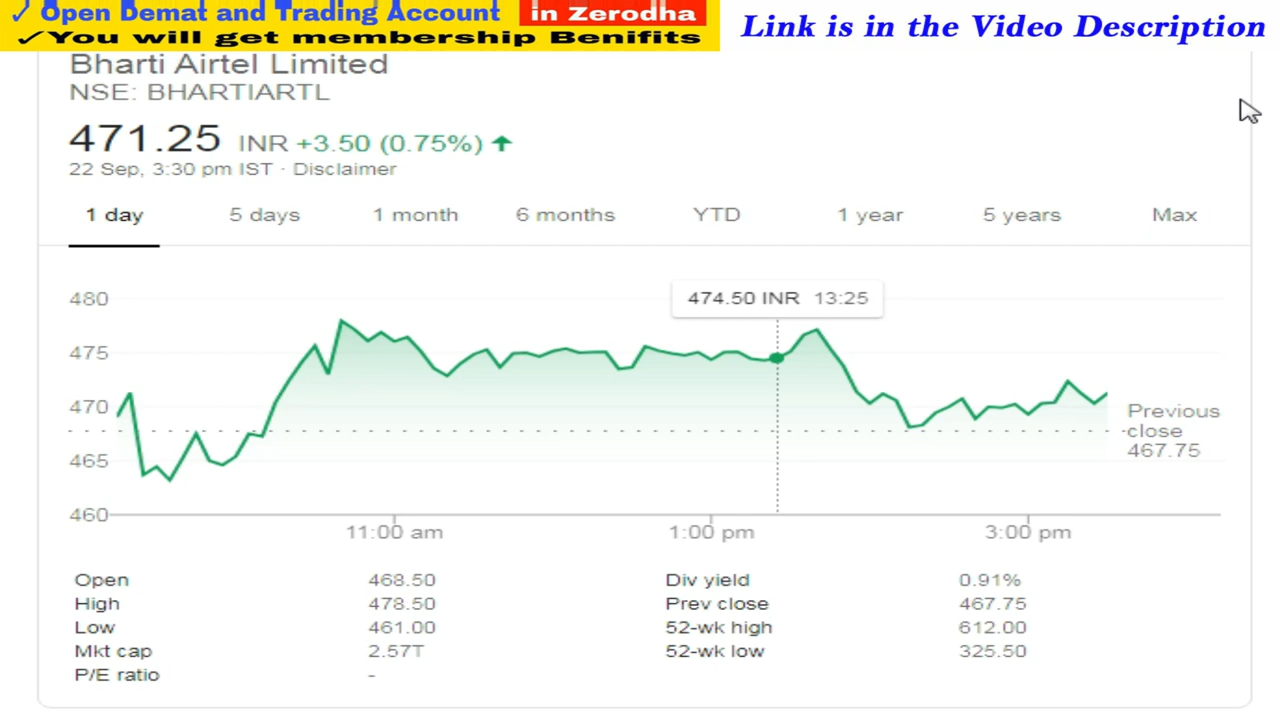 ✓ Open Demat and Trading Account in Zerodha
✓You will get membership Benifits
Link is in the Video Description
Bharti Airtel Limited
NSE: BHARTIARTL
471.25 INR +3.50 (0.75%) ↑
22 Sep, 3:30 pm IST · Disclaimer
1 day 5 days 1 month 6 months YTD 1 year 5 years Max
474.50 INR 13:25
480
475
470
465
460
Previous
close
467.75
11:00 am 1:00 pm 3:00 pm
Open 468.50 Div yield 0.91%
High 478.50 Prev close 467.75
Low 461.00 52-wk high 612.00
Mkt cap 2.57T 52-wk low 325.50
P/E ratio -